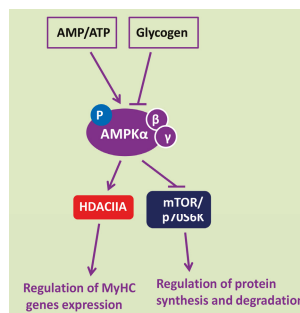 AMP/ATP Glycogen
P
β
AMPKα
γ
HDACIIA
mTOR/
p70S6K
Regulation of MyHC
genes expression
Regulation of protein
synthesis and degradation